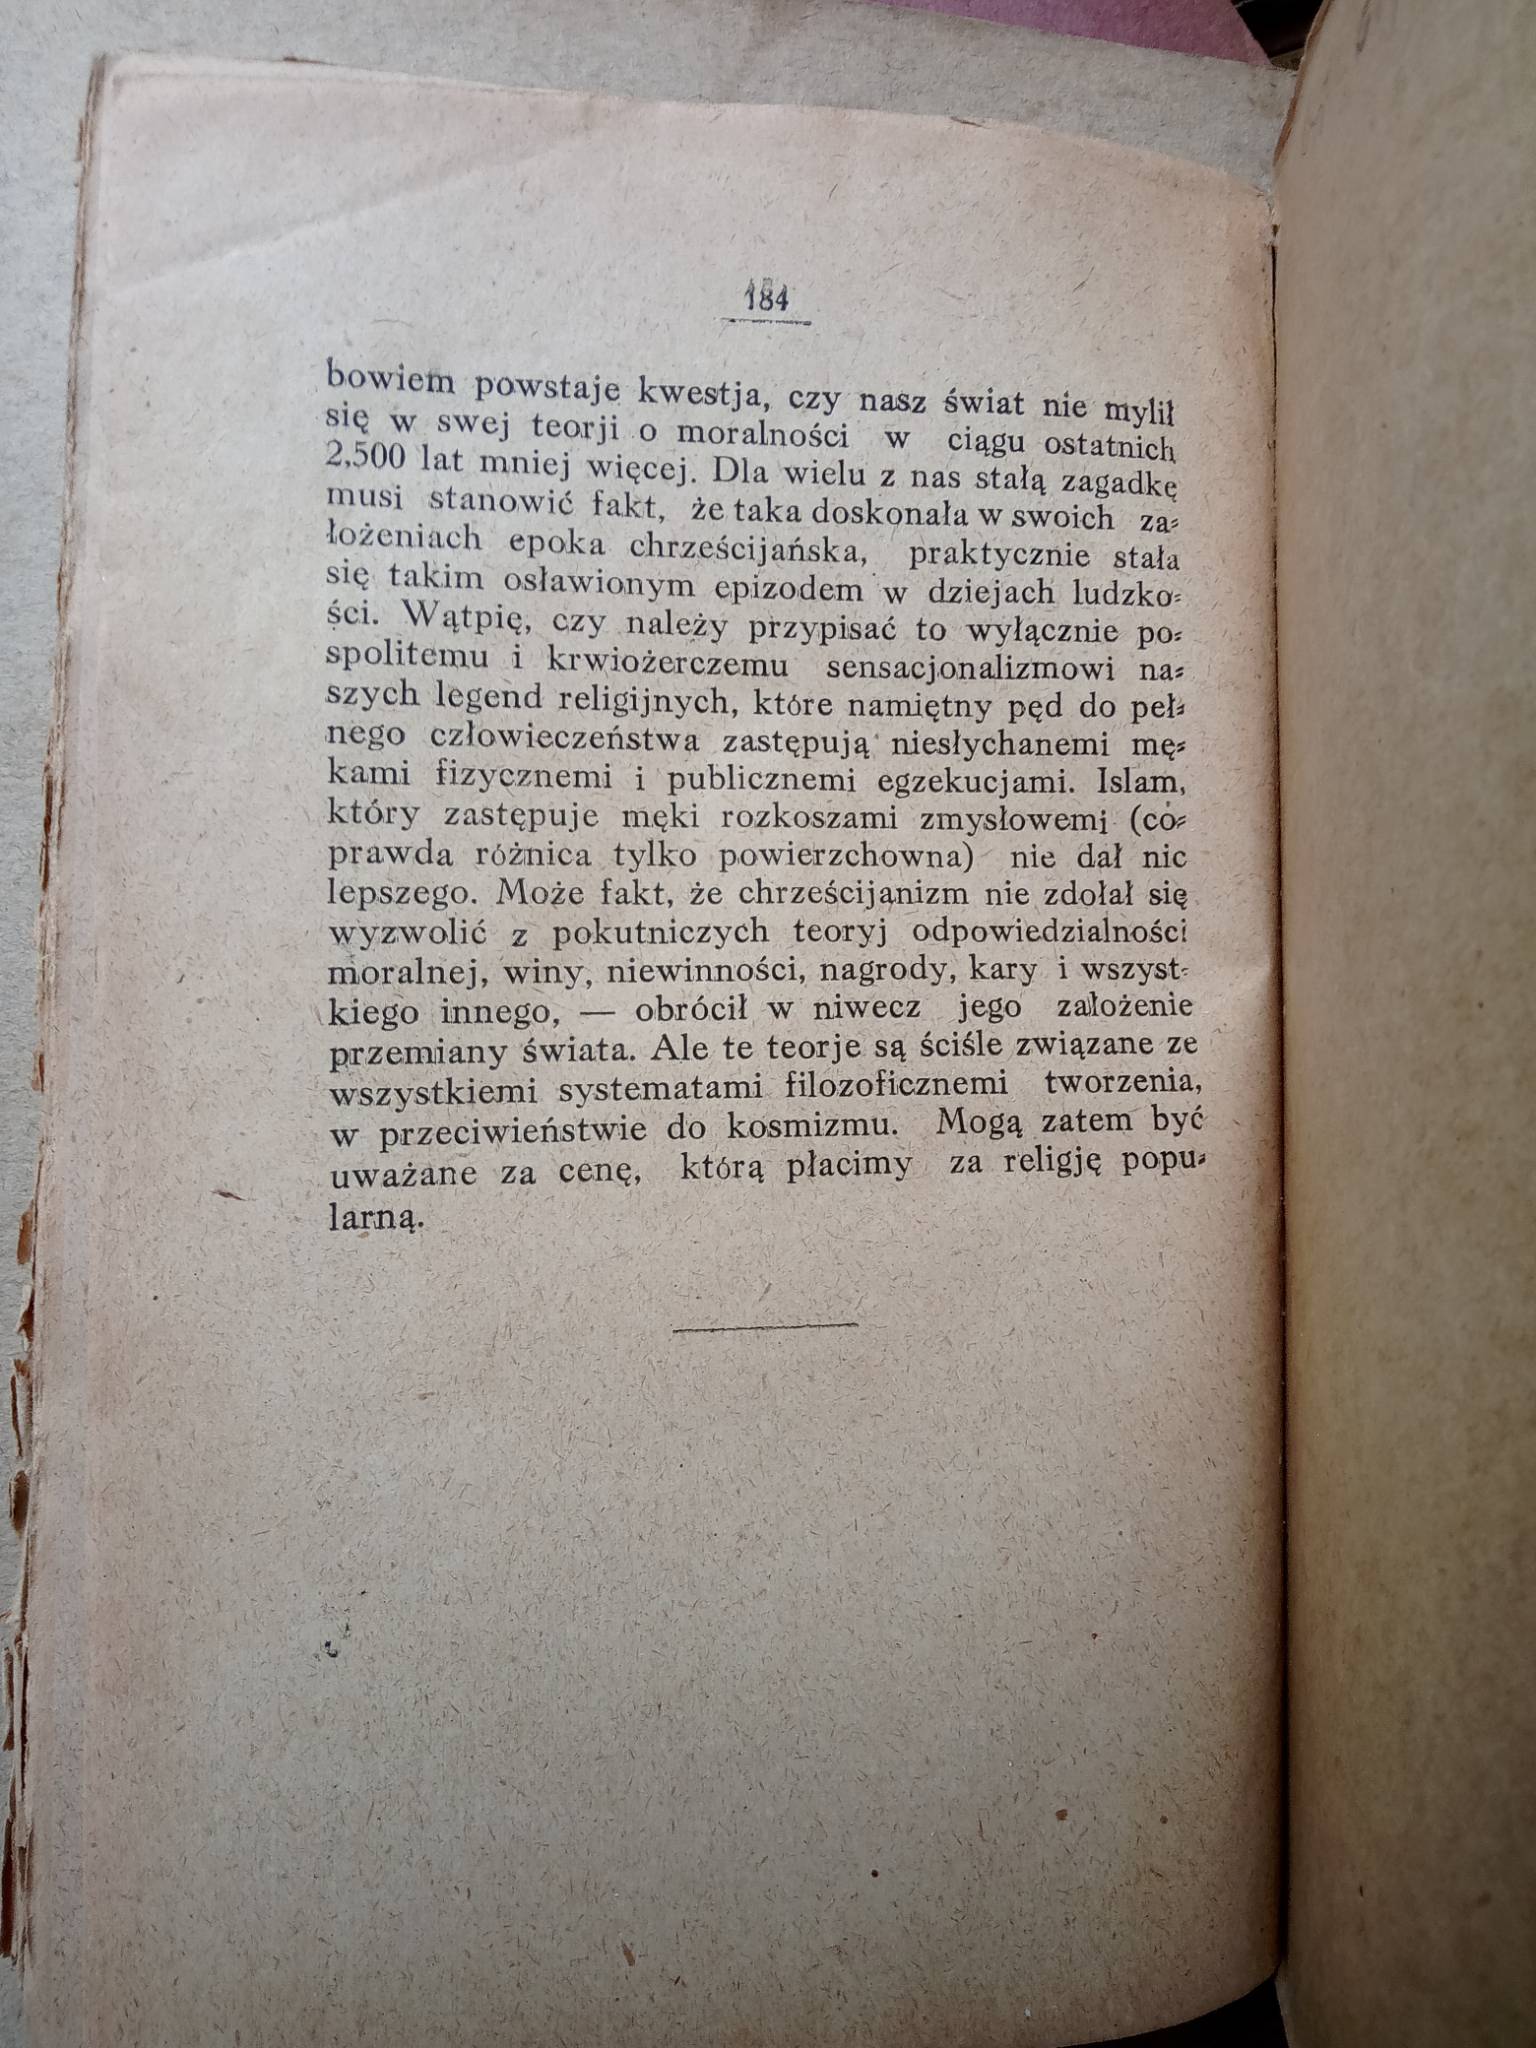 184
bowiem powstaje kwestja, czy nasz świat nie mylił
się w swej teorji o moralności w ciągu ostatnich
2,500 lat mniej więcej. Dla wielu z nas stałą zagadkę
musi stanowić fakt, że taka doskonała w swoich za-
łożeniach epoka chrześcijańska, praktycznie stała
się takim osławionym epizodem w dziejach ludzko-
ści. Wątpię, czy należy przypisać to wyłącznie po-
spolitemu i krwiożerczemu sensacjonalizmowi na-
szych legend religijnych, które namiętny pęd do peł-
nego człowieczeństwa zastępują niesłychanemi mę-
kami fizycznemi i publicznemi egzekucjami. Islam,
który zastępuje męki rozkoszami zmysłowemi (co-
prawda różnica tylko powierzchowna) nie dał nic
lepszego. Może fakt, że chrześcijanizm nie zdołał się
wyzwolić z pokutniczych teoryj odpowiedzialności
moralnej, winy, niewinności, nagrody, kary i wszyst-
kiego innego, — obrócił w niwecz jego założenie
przemiany świata. Ale te teorje są ściśle związane ze
wszystkiemi systematami filozoficznemi tworzenia,
w przeciwieństwie do kosmizmu. Mogą zatem być
uważane za cenę, którą płacimy za religję popu-
larną.